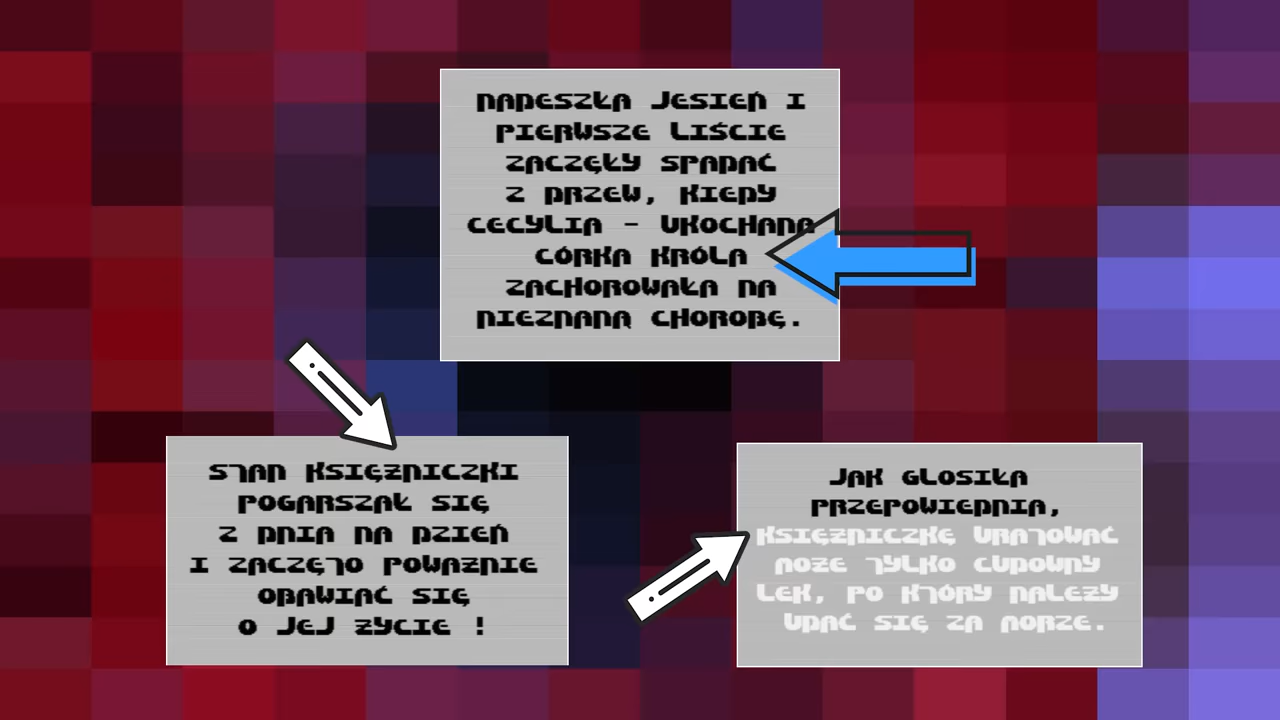 NADESZŁA JESIEŃ I
PIERWSZE LIŚCIE
ZACZĘŁY SPADAĆ
Z DRZEW, KIEDY
CECYLIA - UKOCHANA
CÓRKA KRÓLA
ZACHOROWAŁA NA
NIEZNANĄ CHOROBĘ.
STAN KSIĘŻNICZKI
POGARSZAŁ SIĘ
Z DNIA NA DZIEŃ
I ZACZĘTO POWAŻNIE
OBAWIAĆ SIĘ
O JEJ ŻYCIE !
JAK GLOSIŁA
PRZEPOWIEDNIA,
KSIĘŻNICZKĘ URATOWAĆ
MOŻE TYLKO CUDOWNY
LEK, PO KTÓRY NALEŻY
UDAĆ SIĘ ZA MORZE.